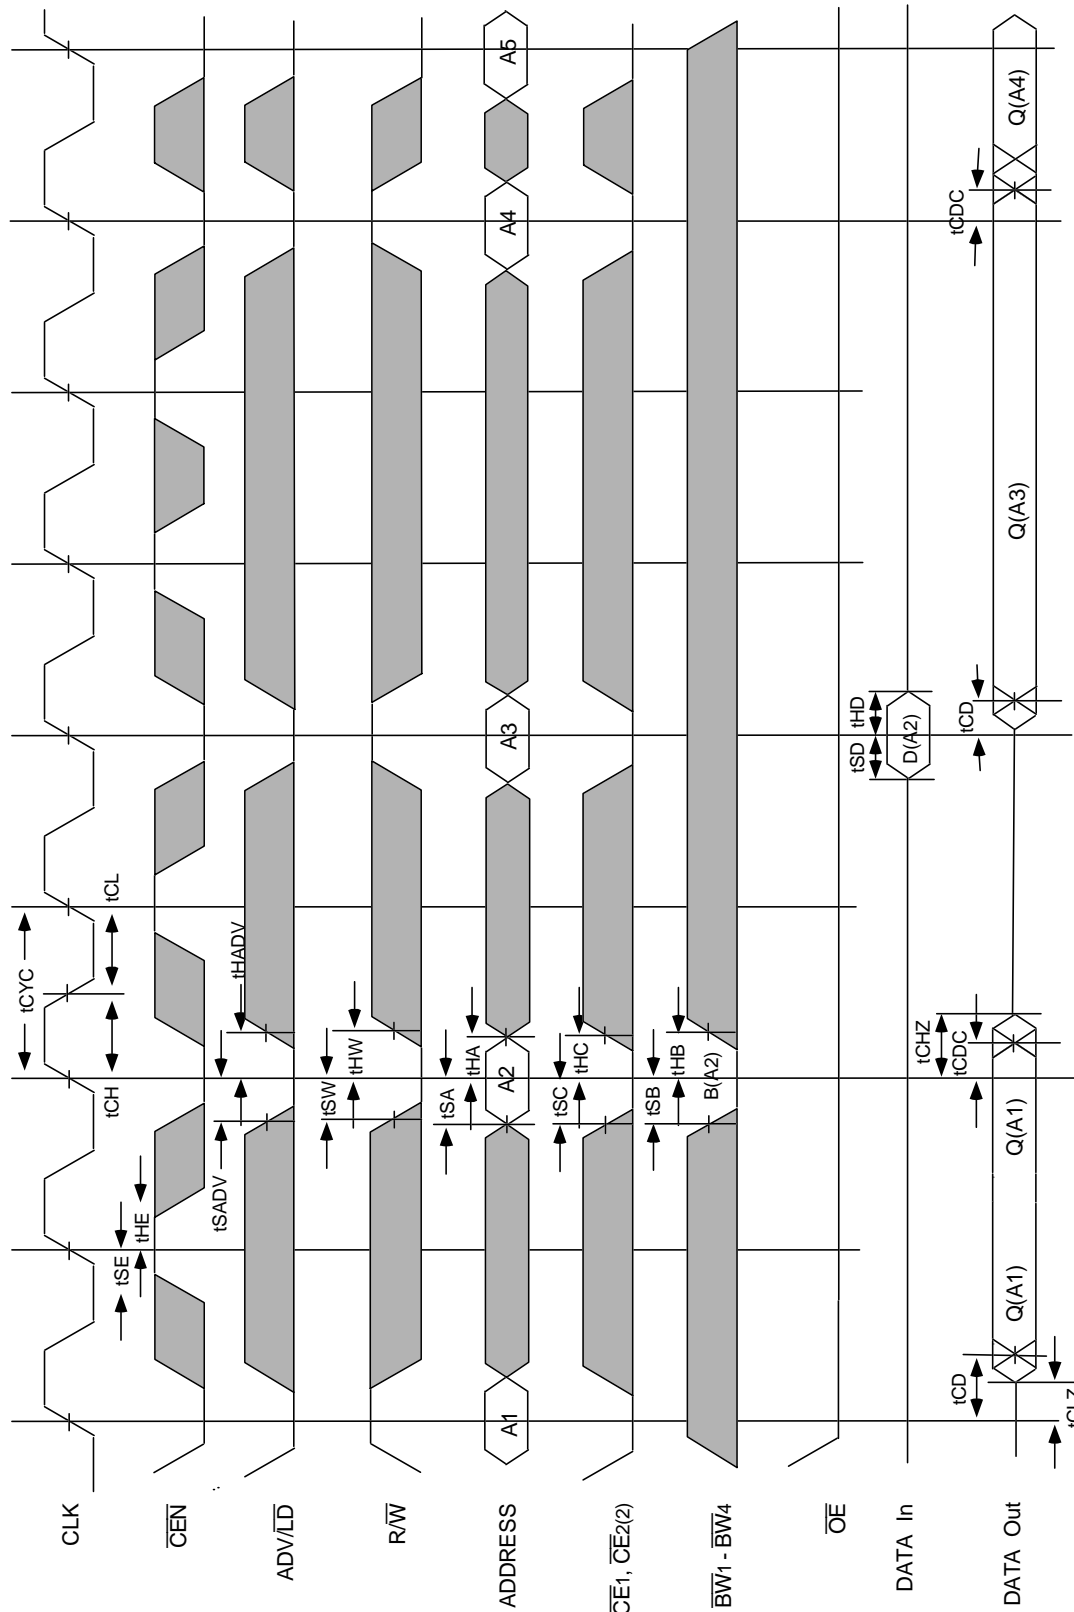 CLK
tSE
tHE
tCH
tCYC
tCL
CEN
ADV/LD
tSADV
tHADV
R/W
tSW
tHW
ADDRESS
A1
tSA
tHA
A2
A3
A4
A5
CE1, CE2(2)
tSC
tHC
BW1 - BW4
tSB
tHB
B(A2)
OE
DATA In
tSD
tHD
D(A2)
DATA Out
tCD
tCLZ
Q(A1)
Q(A1)
tCHZ
tCDC
tCD
Q(A3)
tCDC
Q(A4)